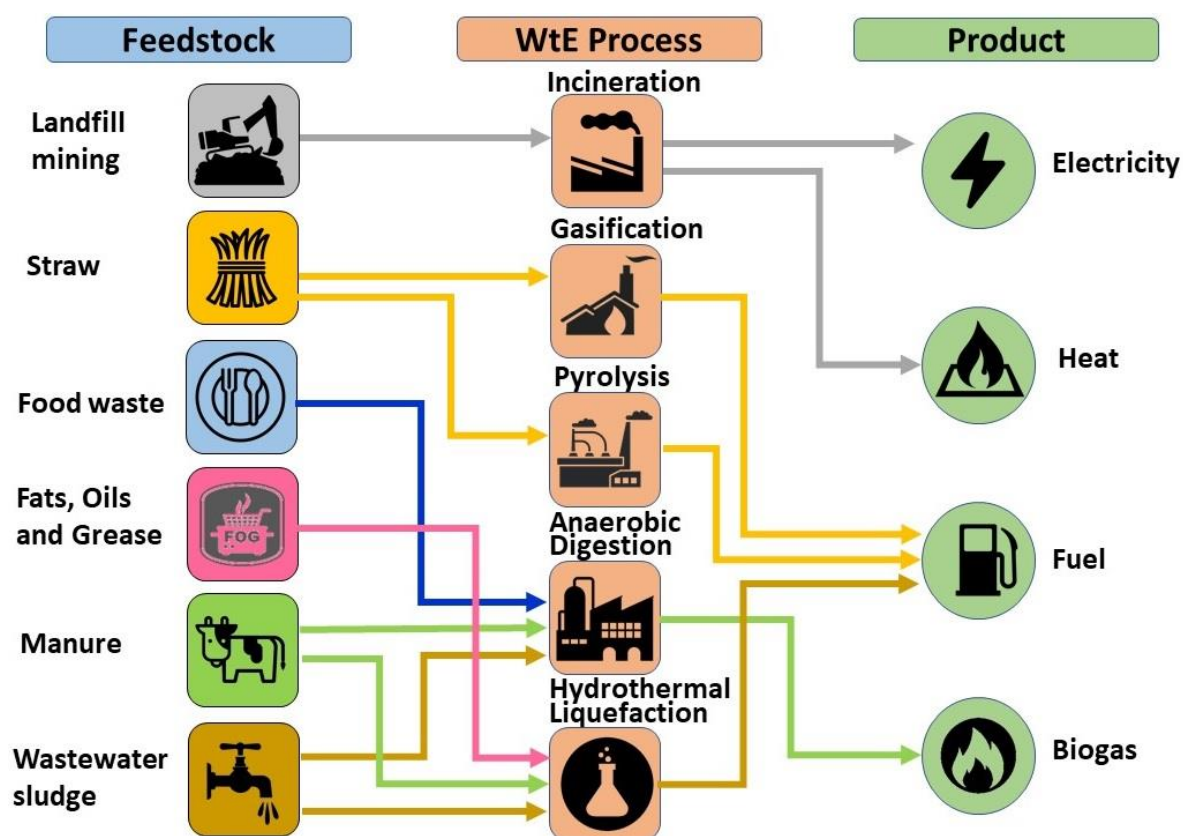 Feedstock
WtE Process
Product
Incineration
Landfill
mining
Electricity
Gasification
Straw
Heat
Pyrolysis
Food waste
Fats, Oils
and Grease
FOG
Anaerobic
Digestion
Fuel
Manure
Hydrothermal
Liquefaction
Wastewater
sludge
Biogas